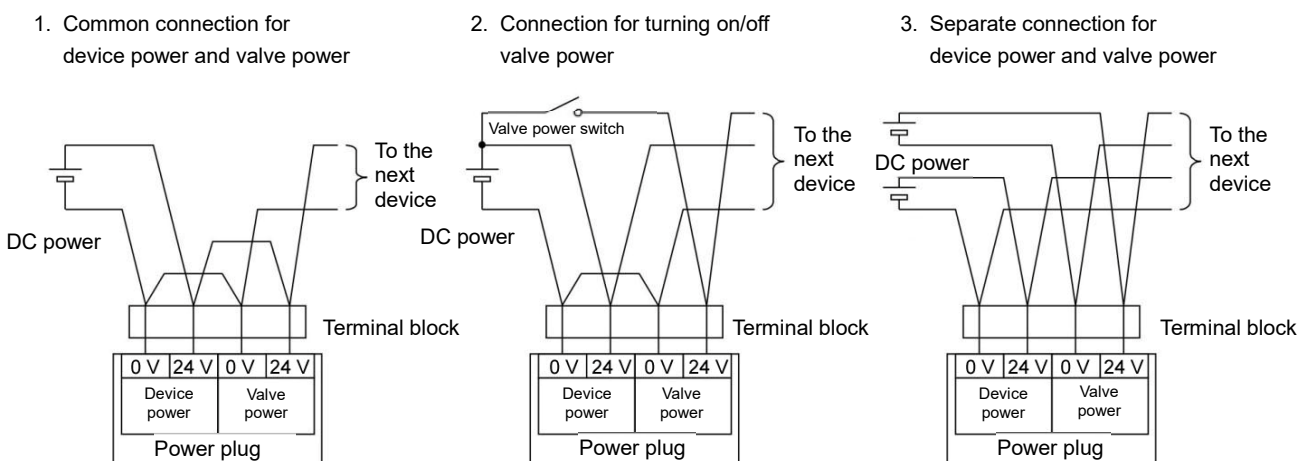 1. Common connection for
device power and valve power
To the
next
device
DC power
Terminal block
0 V 24 V 0 V 24 V
Device
power
Valve
power
Power plug
2. Connection for turning on/off
valve power
Valve power switch
To the
next
device
DC power
Terminal block
0 V 24 V 0 V 24 V
Device
power
Valve
power
Power plug
3. Separate connection for
device power and valve power
To the
next
device
DC power
Terminal block
0 V 24 V 0 V 24 V
Device
power
Valve
power
Power plug